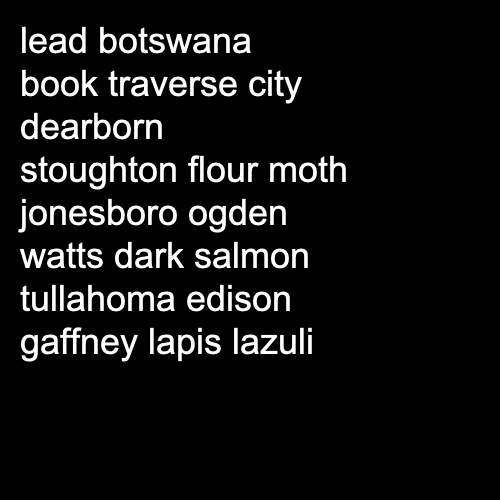 lead botswana
book traverse city
dearborn
stoughton flour moth
jonesboro ogden
watts dark salmon
tullahoma edison
gaffney lapis lazuli